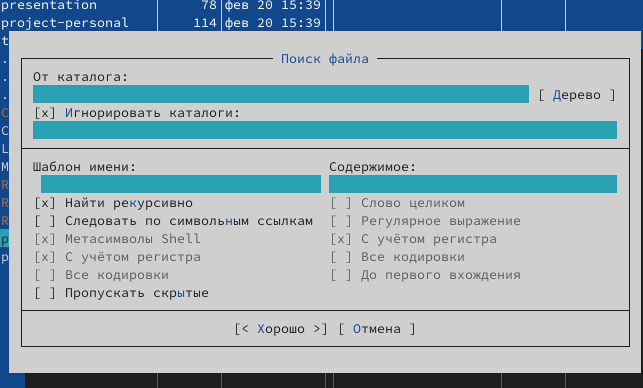 presentation 78 фев 20 15:39
project-personal 114 фев 20 15:39
t
.
.
.
C
C
L
M
R
R
R
p
p
Поиск файла
От каталога:
[ Дерево ]
[x] Игнорировать каталоги:
Шаблон имени:
[x] Найти рекурсивно
[ ] Следовать по символьным ссылкам
[x] Метасимволы Shell
[x] С учётом регистра
[ ] Все кодировки
[ ] Пропускать скрытые
Содержимое:
[ ] Слово целиком
[ ] Регулярное выражение
[x] С учётом регистра
[ ] Все кодировки
[ ] До первого вхождения
[< Хорошо >] [ Отмена ]